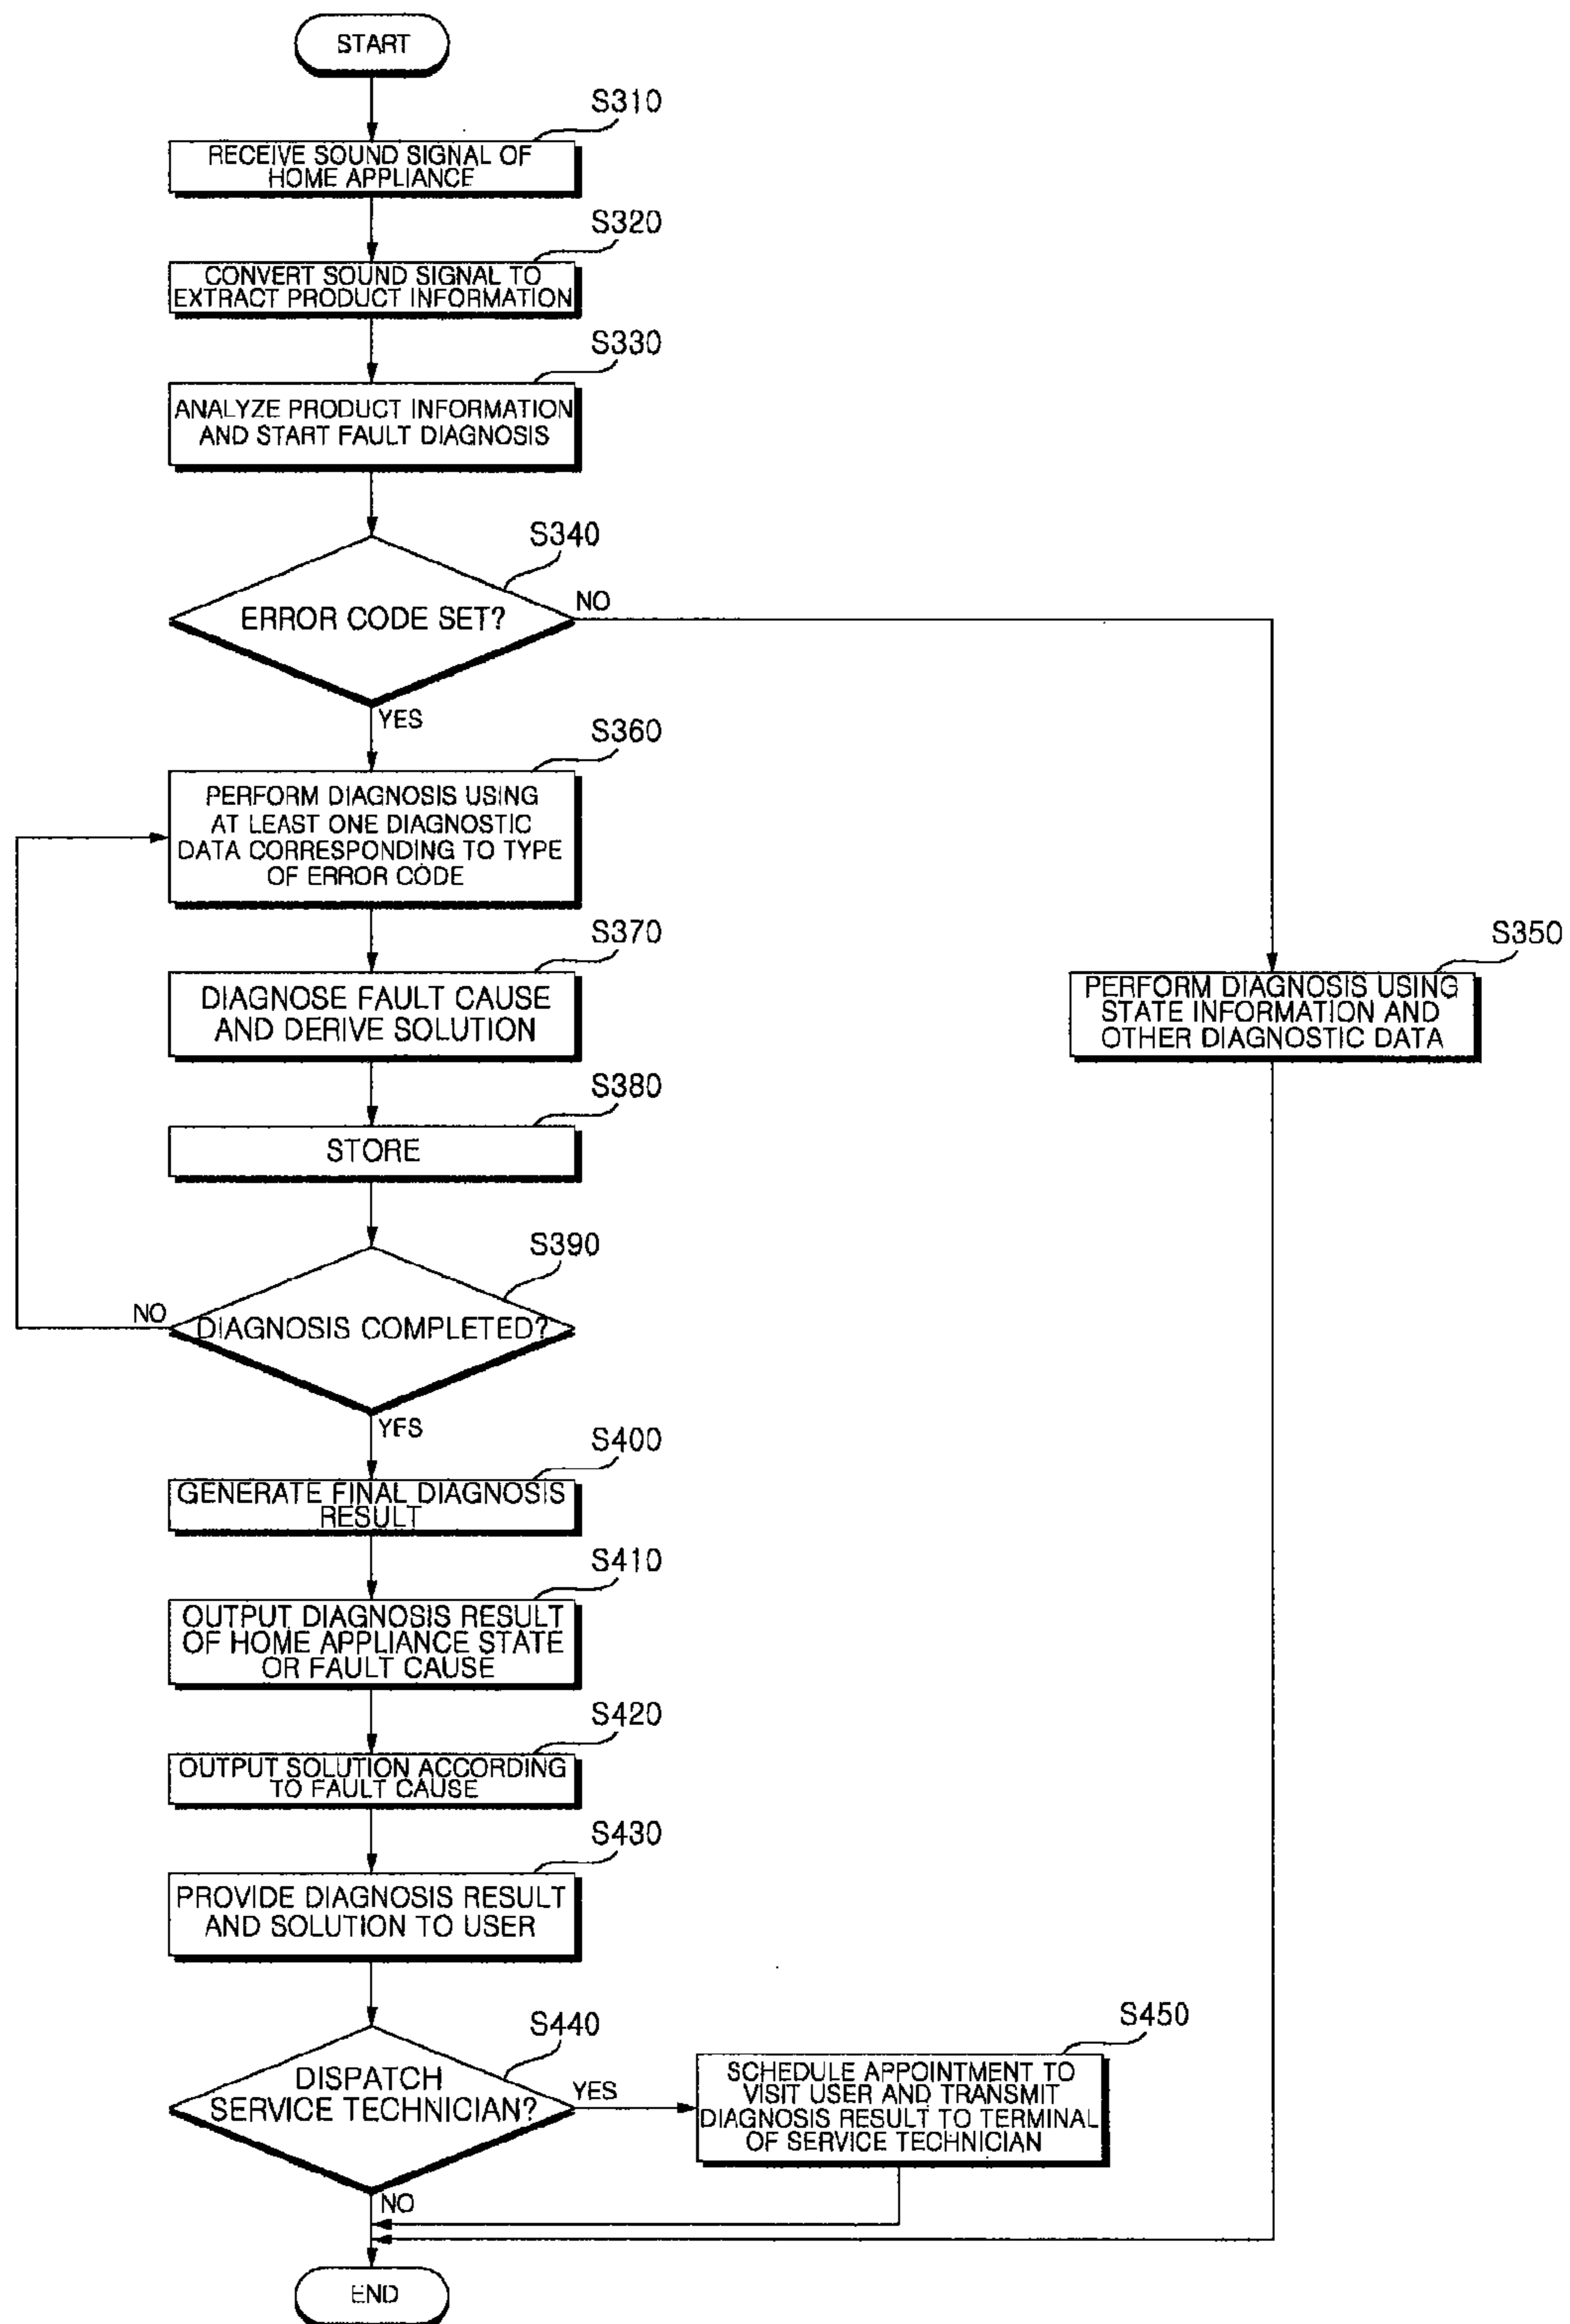 START
S310
RECEIVE SOUND SIGNAL OF
HOME APPLIANCE
S320
CONVERT SOUND SIGNAL TO
EXTRACT PRODUCT INFORMATION
S330
ANALYZE PRODUCT INFORMATION
AND START FAULT DIAGNOSIS
S340
ERROR CODE SET?
NO
YES
S360
PERFORM DIAGNOSIS USING
AT LEAST ONE DIAGNOSTIC
DATA CORRESPONDING TO TYPE
OF ERROR CODE
S370
DIAGNOSE FAULT CAUSE
AND DERIVE SOLUTION
S350
PERFORM DIAGNOSIS USING
STATE INFORMATION AND
OTHER DIAGNOSTIC DATA
S380
STORE
S390
DIAGNOSIS COMPLETED?
NO
YES
S400
GENERATE FINAL DIAGNOSIS
RESULT
S410
OUTPUT DIAGNOSIS RESULT
OF HOME APPLIANCE STATE
OR FAULT CAUSE
S420
OUTPUT SOLUTION ACCORDING
TO FAULT CAUSE
S430
PROVIDE DIAGNOSIS RESULT
AND SOLUTION TO USER
S440
DISPATCH
SERVICE TECHNICIAN?
YES
S450
SCHEDULE APPOINTMENT TO
VISIT USER AND TRANSMIT
DIAGNOSIS RESULT TO TERMINAL
OF SERVICE TECHNICIAN
NO
END